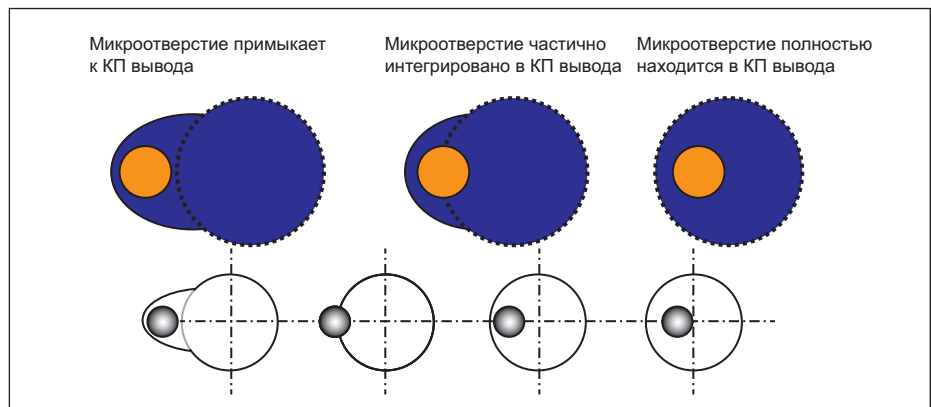 Микроотверстие примыкает
к КП вывода
Микроотверстие частично
интегрировано в КП вывода
Микроотверстие полностью
находится в КП вывода